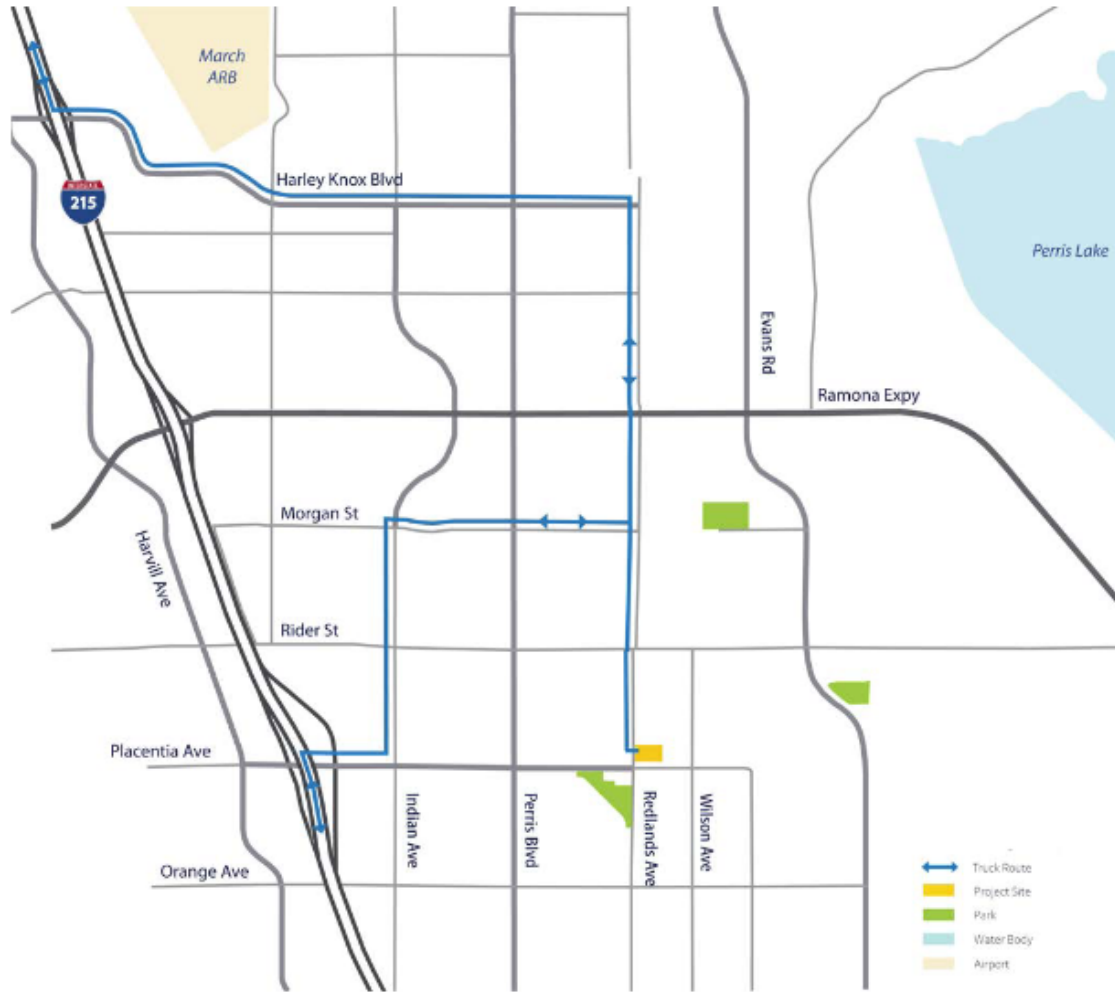 March
ARB
Harley Knox Blvd
215
Perris Lake
Evans Rd
Ramona Expy
Morgan St
Harvill Ave
Rider St
Placentia Ave
Indian Ave
Perris Blvd
Redlands Ave
Wilson Ave
Orange Ave
Truck Route
Project Site
Park
Water Body
Airport